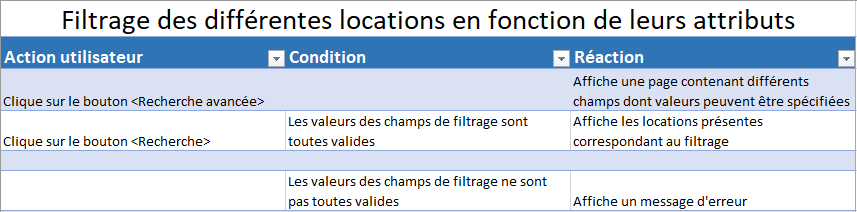 Filtrage des différentes locations en fonction de leurs attributs
Action utilisateur Condition Réaction
Affiche une page contenant différents
Clique sur le bouton <Recherche avancée> champs dont valeurs peuvent être spécifiées
Les valeurs des champs de filtrage sont Affiche les locations présentes
Clique sur le bouton <Recherche> toutes valides correspondant au filtrage
Les valeurs des champs de filtrage ne sont
pas toutes valides Affiche un message d'erreur